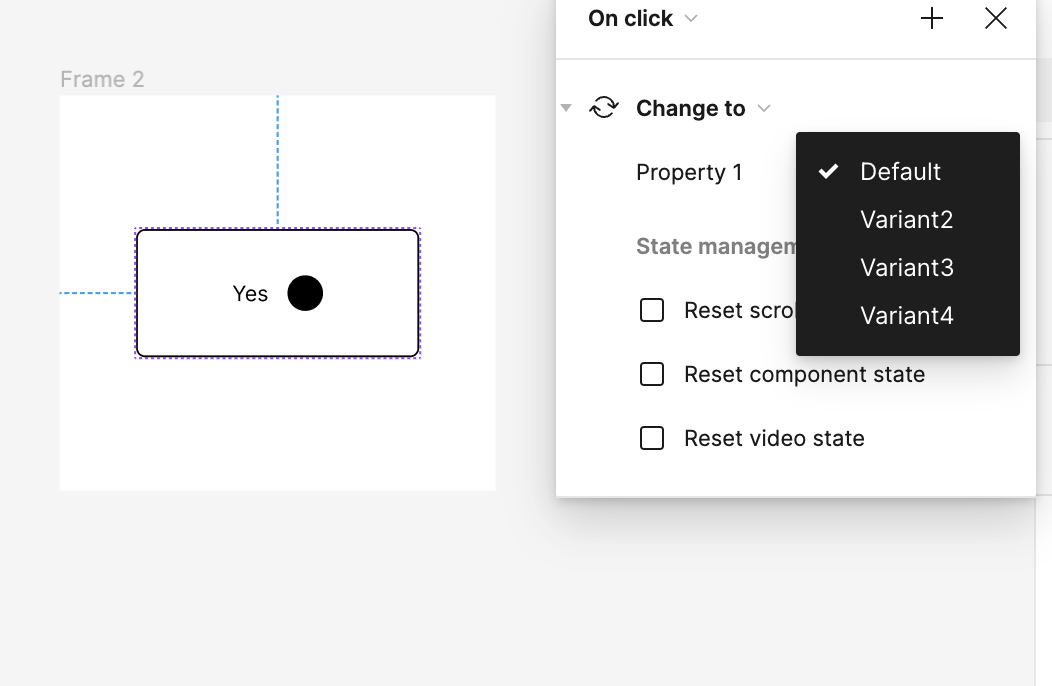 On click
Frame 2
Change to
Property 1
Default
Variant2
Variant3
Variant4
State managem
Reset scrol
Reset component state
Reset video state
Yes